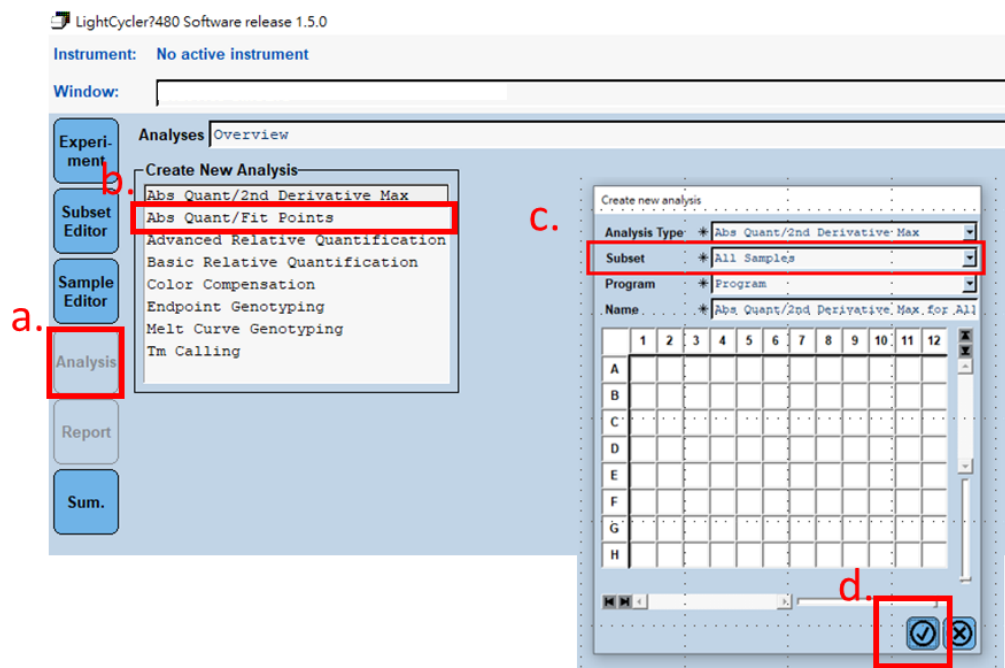 LightCycler?480 Software release 1.5.0
Instrument: No active instrument
Window:
Experi-
ment
Subset
Editor
Sample
Editor
Analysis
Report
Sum.
a.
Analyses Overview
b.
Create New Analysis
Abs Quant/2nd Derivative Max
Abs Quant/Fit Points
Advanced Relative Quantification
Basic Relative Quantification
Color Compensation
Endpoint Genotyping
Melt Curve Genotyping
Tm Calling
c.
Create new analysis
Analysis Type * Abs Quant/2nd Derivative Max
Subset * All Samples
Program * Program
Name * Abs Quant/2nd Derivative Max for All
1 2 3 4 5 6 7 8 9 10 11 12
A
B
C
D
E
F
G
H
d.